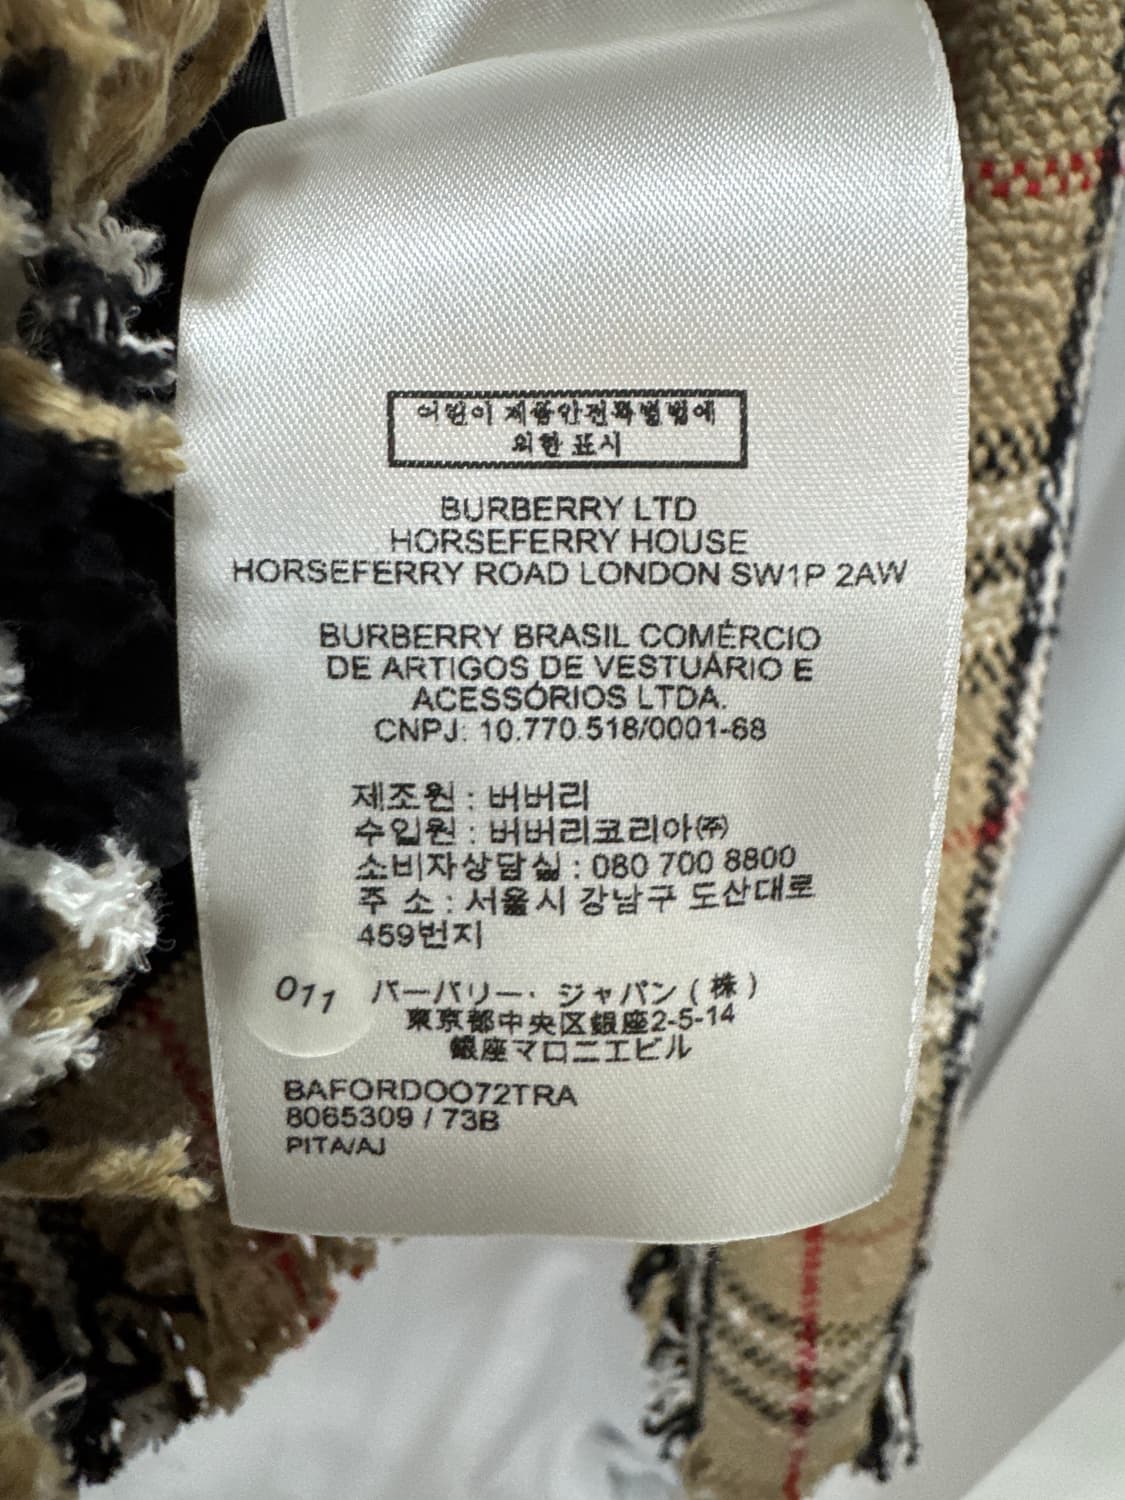 어린이 제품안전특별법에
의한 표시
BURBERRY LTD
HORSEFERRY HOUSE
HORSEFERRY ROAD LONDON SW1P 2AW
BURBERRY BRASIL COMÉRCIO
DE ARTIGOS DE VESTUÁRIO E
ACESSÓRIOS LTDA.
CNPJ: 10.770.518/0001-68
제조원 : 버버리
수입원 : 버버리코리아㈜
소비자상담실 : 080 700 8800
주 소 : 서울시 강남구 도산대로
459번지
011
バーバリー・ジャパン (株)
東京都中央区銀座2-5-14
銀座マロニエビル
BAFORDOO72TRA
8065309 / 73B
PITA/AJ